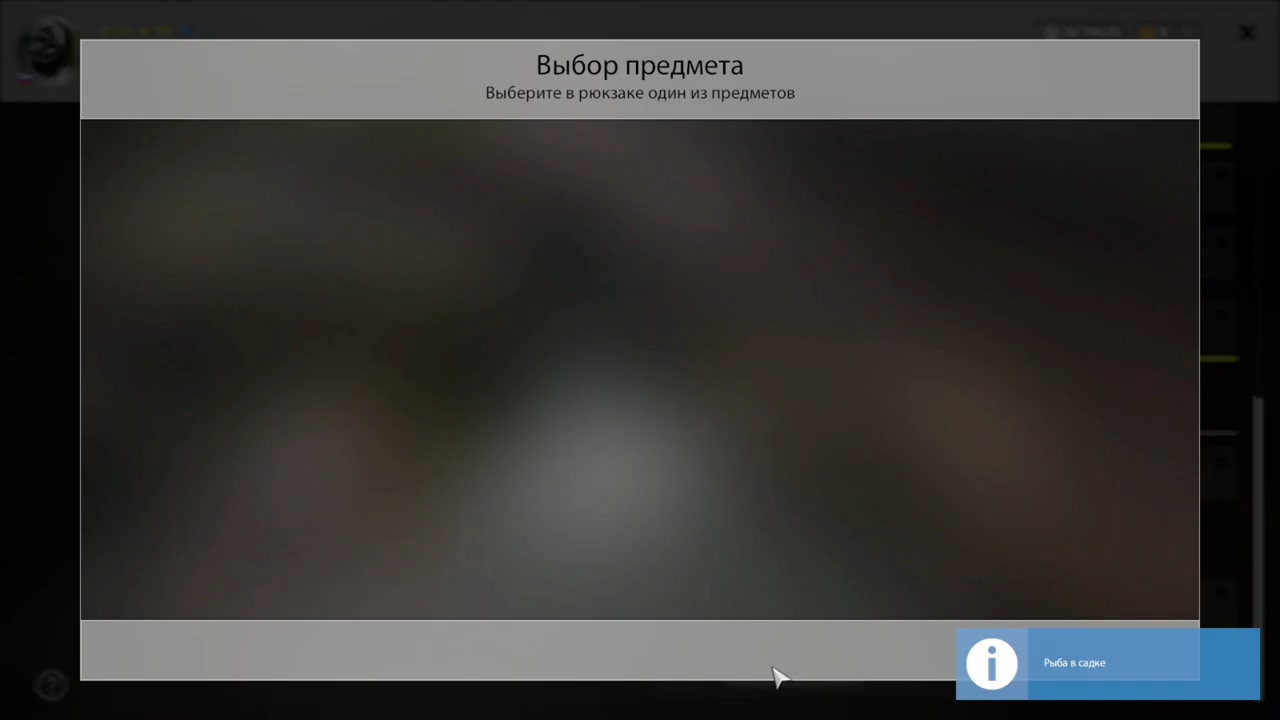 Выбор предмета
Выберите в рюкзаке один из предметов
Рыба в садке